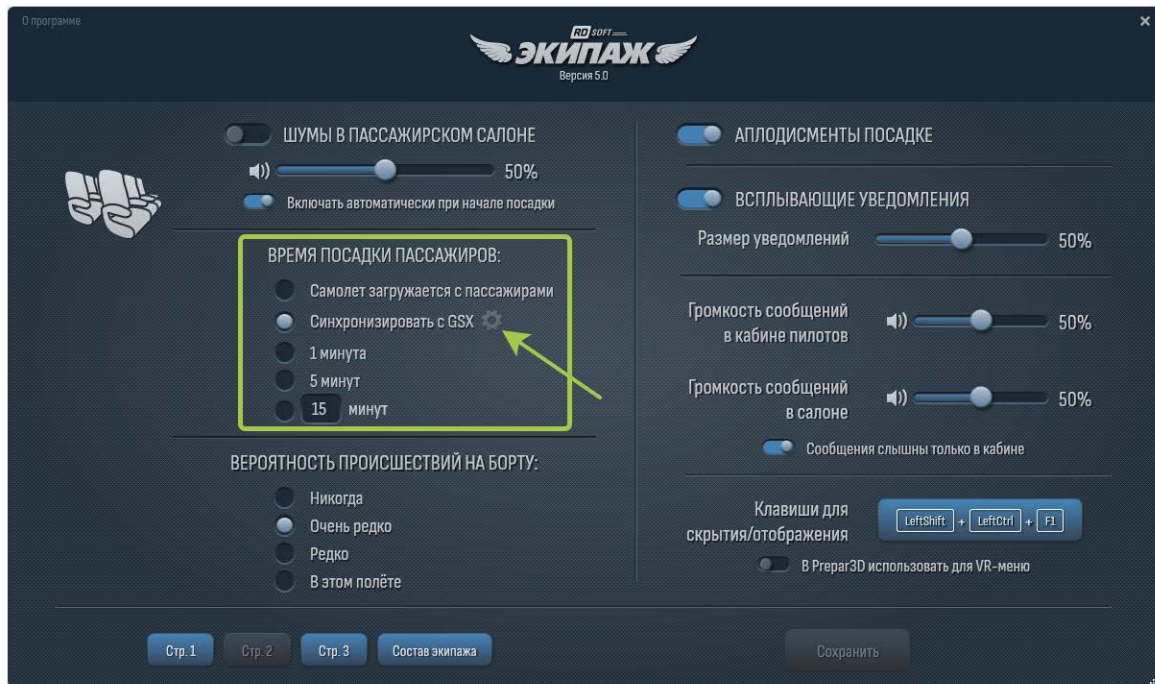 О программе
RD SOFT
ЭКИПАЖ
Версия 5.0
ШУМЫ В ПАССАЖИРСКОМ САЛОНЕ
50%
Включать автоматически при начале посадки
ВРЕМЯ ПОСАДКИ ПАССАЖИРОВ:
Самолет загружается с пассажирами
Синхронизировать с GSX
1 минута
5 минут
15 минут
ВЕРОЯТНОСТЬ ПРОИСШЕСТВИЙ НА БОРТУ:
Никогда
Очень редко
Редко
В этом полёте
АПЛОДИСМЕНТЫ ПОСАДКЕ
ВСПЛЫВАЮЩИЕ УВЕДОМЛЕНИЯ
Размер уведомлений 50%
Громкость сообщений
в кабине пилотов
50%
Громкость сообщений
в салоне
50%
Сообщения слышны только в кабине
Клавиши для
скрытия/отображения
LeftShift + LeftCtrl + F1
В Prepar3D использовать для VR-меню
Стр. 1 Стр. 2 Стр. 3 Состав экипажа Сохранить